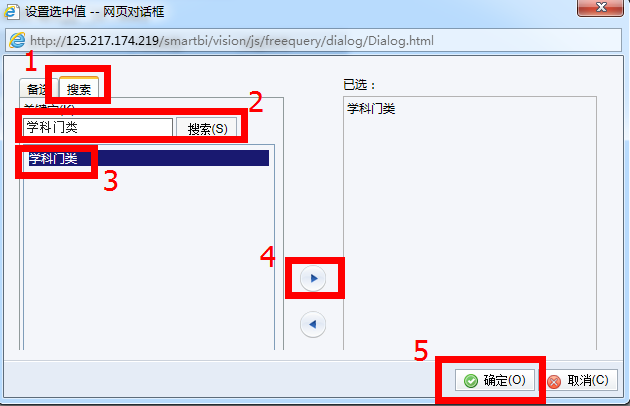 设置选中值 -- 网页对话框
http://125.217.174.219/smartbi/vision/js/freequery/dialog/Dialog.html
1
备选
搜索
已选：
2
学科门类
搜索(S)
学科门类
学科门类
3
4
5
确定(O)
取消(C)